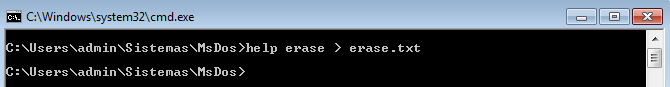 C:\Windows\system32\cmd.exe
C:\Users\admin\Sistemas\MsDos>help erase > erase.txt
C:\Users\admin\Sistemas\MsDos>